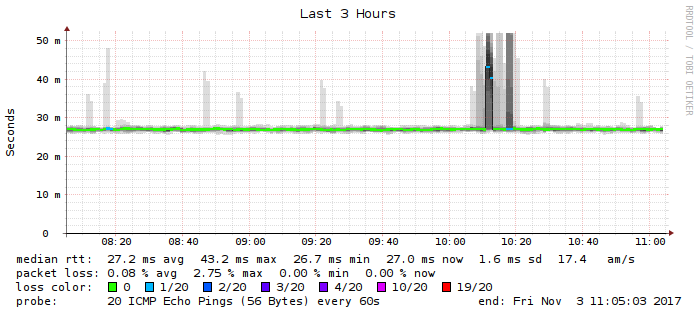 Last 3 Hours
RRDTOOL / TOBI OETIKER
Seconds
50 m
40 m
30 m
20 m
10 m
0
08:20 08:40 09:00 09:20 09:40 10:00 10:20 10:40 11:00
median rtt: 27.2 ms avg 43.2 ms max 26.7 ms min 27.0 ms now 1.6 ms sd 17.4 am/s
packet loss: 0.08 % avg 2.75 % max 0.00 % min 0.00 % now
loss color: 0 1/20 2/20 3/20 4/20 10/20 19/20
probe: 20 ICMP Echo Pings (56 Bytes) every 60s end: Fri Nov 3 11:05:03 2017